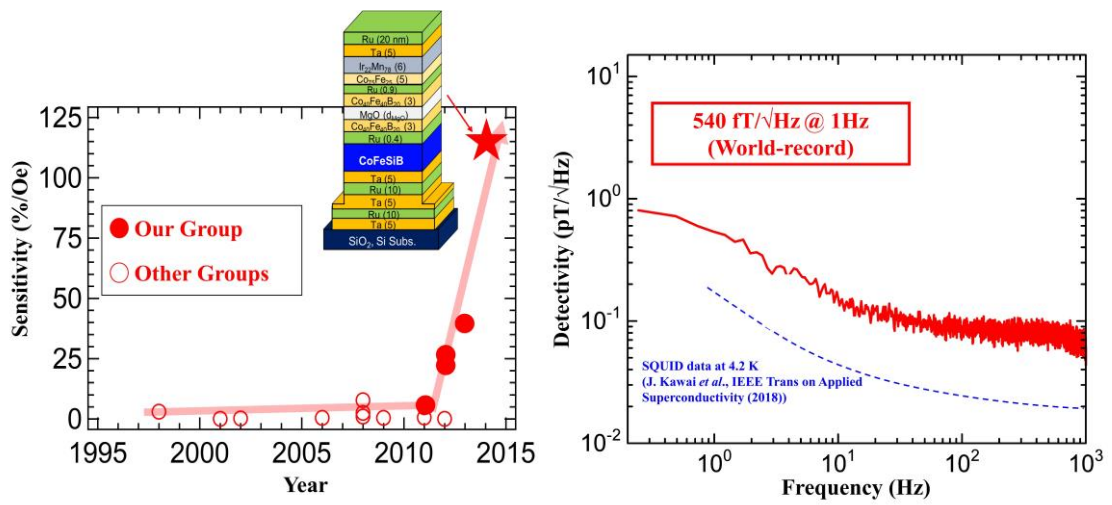 Ru (20 nm)
Ta (5)
Ir₂₂Mn₇₈ (6)
Co₇₅Fe₂₅ (5)
Ru (0.9)
Co₄₀Fe₄₀B₂₀ (3)
MgO (d_MgO)
Co₄₀Fe₄₀B₂₀ (3)
Ru (0.4)
CoFeSiB
Ta (5)
Ru (10)
Ta (5)
Ru (10)
Ta (5)
SiO₂, Si Subs.
Our Group
Other Groups
Sensitivity (%/Oe)
125
100
75
50
25
0
1995
2000
2005
2010
2015
Year
540 fT/√Hz @ 1Hz
(World-record)
SQUID data at 4.2 K
(J. Kawai et al., IEEE Trans on Applied
Superconductivity (2018))
Detectivity (pT/√Hz)
10¹
10⁰
10⁻¹
10⁻²
10⁰
10¹
10²
10³
Frequency (Hz)